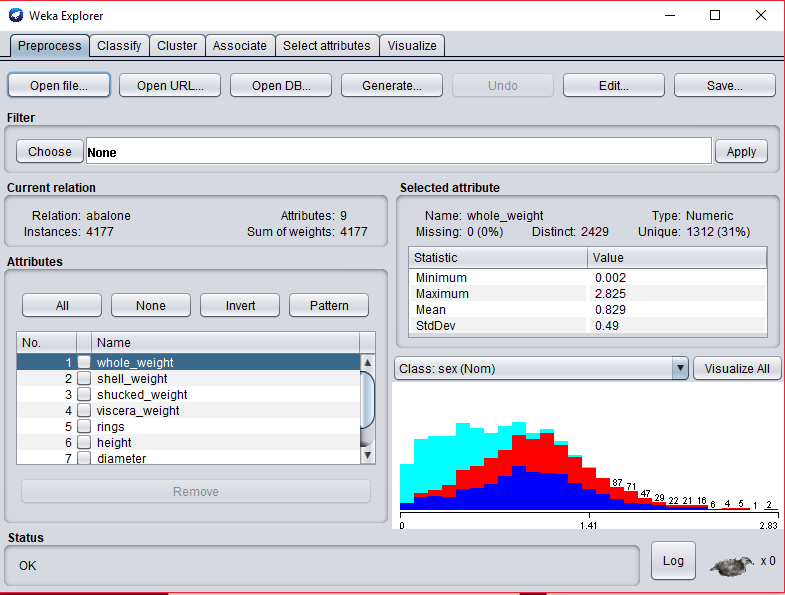 Weka Explorer
Preprocess Classify Cluster Associate Select attributes Visualize
Open file... Open URL... Open DB... Generate... Undo Edit... Save...
Filter
Choose None Apply
Current relation
Relation: abalone Attributes: 9
Instances: 4177 Sum of weights: 4177
Attributes
All None Invert Pattern
No. Name
1 whole_weight
2 shell_weight
3 shucked_weight
4 viscera_weight
5 rings
6 height
7 diameter
Remove
Selected attribute
Name: whole_weight Type: Numeric
Missing: 0 (0%) Distinct: 2429 Unique: 1312 (31%)
Statistic Value
Minimum 0.002
Maximum 2.825
Mean 0.829
StdDev 0.49
Class: sex (Nom) Visualize All
87 71 47 29 22 21 16 6 4 5 1 2
0 1.41 2.83
Status
OK Log x 0